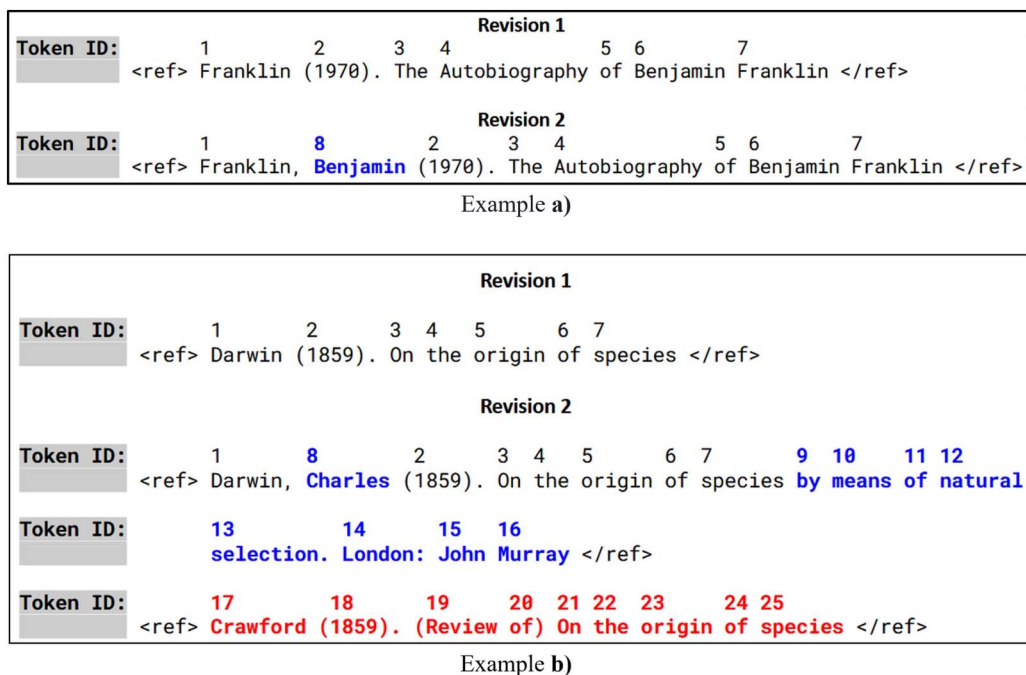 Revision 1
Token ID: 1 2 3 4 5 6 7
<ref> Franklin (1970). The Autobiography of Benjamin Franklin </ref>
Revision 2
Token ID: 1 8 2 3 4 5 6 7
<ref> Franklin, Benjamin (1970). The Autobiography of Benjamin Franklin </ref>
Example a)
Revision 1
Token ID: 1 2 3 4 5 6 7
<ref> Darwin (1859). On the origin of species </ref>
Revision 2
Token ID: 1 8 2 3 4 5 6 7 9 10 11 12
<ref> Darwin, Charles (1859). On the origin of species by means of natural
Token ID: 13 14 15 16
selection. London: John Murray </ref>
Token ID: 17 18 19 20 21 22 23 24 25
<ref> Crawford (1859). (Review of) On the origin of species </ref>
Example b)